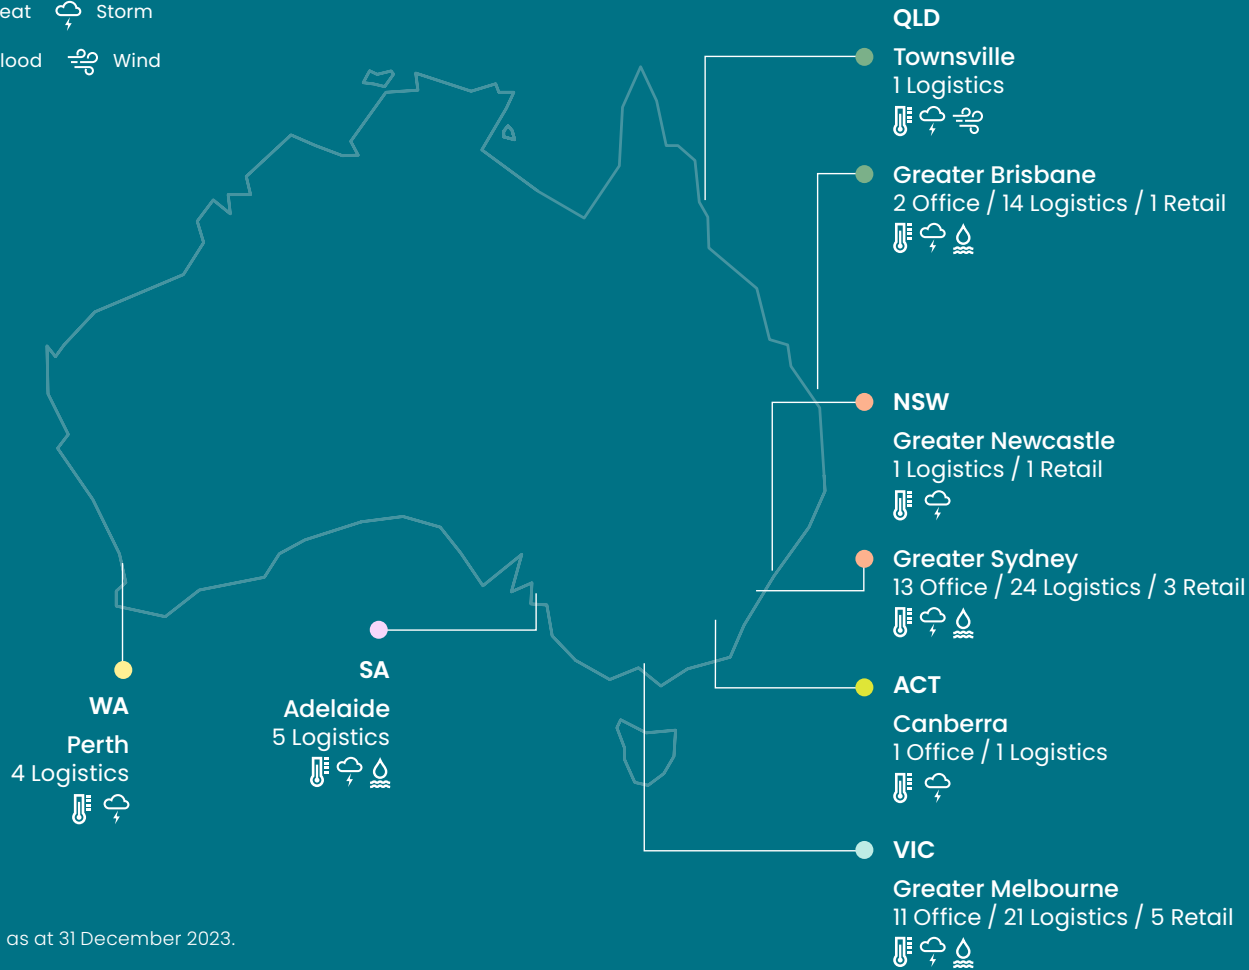 Storm
Wind
QLD
Townsville
1 Logistics
Greater Brisbane
2 Office / 14 Logistics / 1 Retail
NSW
Greater Newcastle
1 Logistics / 1 Retail
Greater Sydney
13 Office / 24 Logistics / 3 Retail
ACT
Canberra
1 Office / 1 Logistics
VIC
Greater Melbourne
11 Office / 21 Logistics / 5 Retail
SA
Adelaide
5 Logistics
WA
Perth
4 Logistics
as at 31 December 2023.